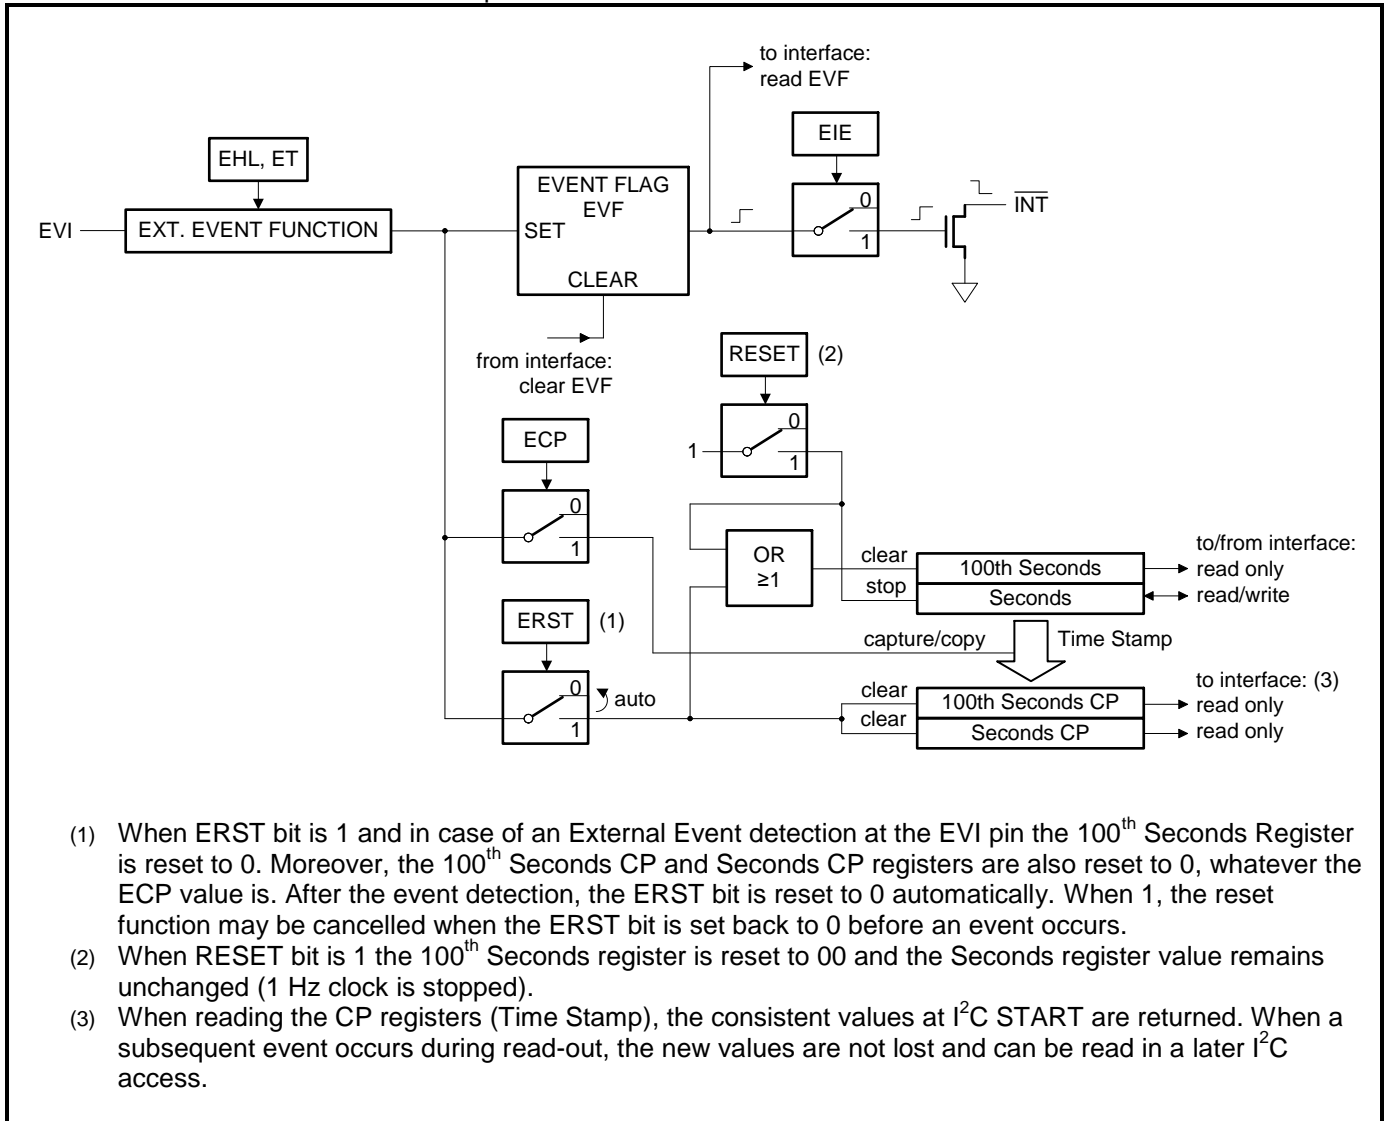 to interface:
read EVF
EIE
EHL, ET
EVENT FLAG
EVF
0
1
INT
EVI
EXT. EVENT FUNCTION
SET
CLEAR
from interface:
clear EVF
RESET (2)
0
1
1
ECP
0
1
OR
≥1
clear
stop
100th Seconds
Seconds
to/from interface:
read only
read/write
ERST (1)
capture/copy
Time Stamp
0
1
auto
clear
clear
100th Seconds CP
Seconds CP
to interface: (3)
read only
read only
(1) When ERST bit is 1 and in case of an External Event detection at the EVI pin the 100th Seconds Register
is reset to 0. Moreover, the 100th Seconds CP and Seconds CP registers are also reset to 0, whatever the
ECP value is. After the event detection, the ERST bit is reset to 0 automatically. When 1, the reset
function may be cancelled when the ERST bit is set back to 0 before an event occurs.
(2) When RESET bit is 1 the 100th Seconds register is reset to 00 and the Seconds register value remains
unchanged (1 Hz clock is stopped).
(3) When reading the CP registers (Time Stamp), the consistent values at I2C START are returned. When a
subsequent event occurs during read-out, the new values are not lost and can be read in a later I2C
access.